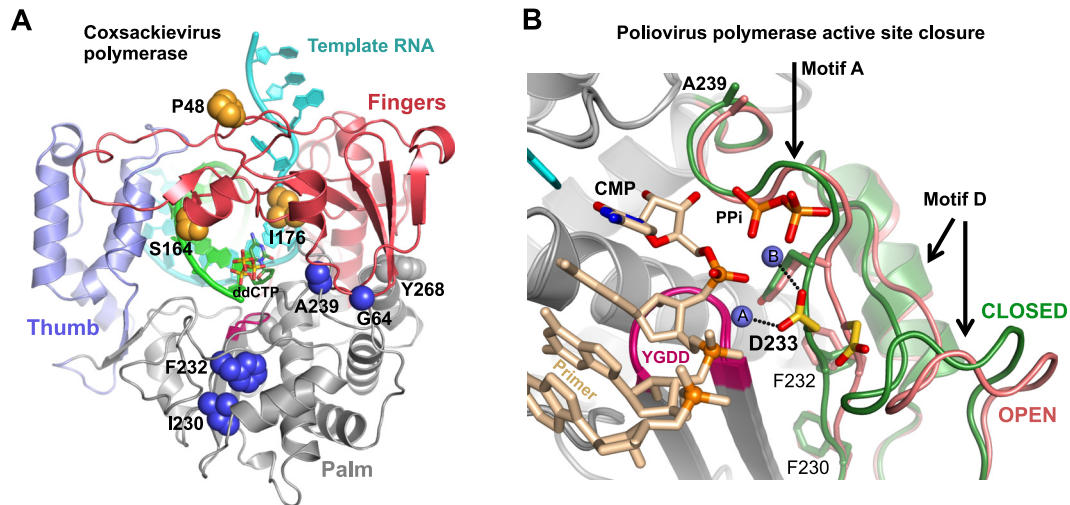 A
Coxsackievirus
polymerase
Template RNA
P48
Fingers
S164
I176
ddCTP
A239
Y268
G64
Thumb
F232
I230
Palm
B
Poliovirus polymerase active site closure
Motif A
A239
CMP
PPi
Motif D
B
A
CLOSED
D233
YGDD
F232
Primer
OPEN
F230